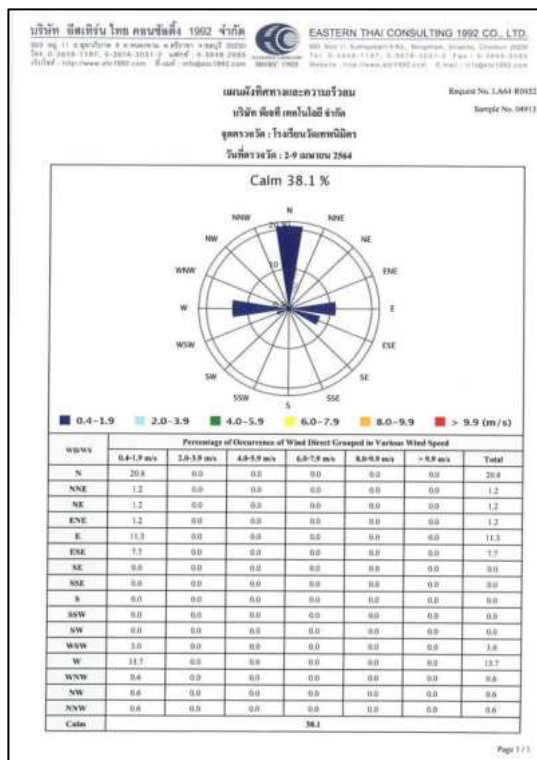 บริษัท อีสเทิร์น ไทย คอนซัลติ้ง 1992 จำกัด
EASTERN THAI CONSULTING 1992 CO., LTD.
แผนผังทิศทางและความเร็วลม
Request No. LA64-R0452
บริษัท พีเจที เทคโนโลยี จำกัด
Sample No. 04913
จุดตรวจวัด : โรงเรียนวัดเทพนิมิตร
วันที่ตรวจวัด : 2-9 เมษายน 2564
Calm 38.1 %
N
NNW NNE
NW NE
WNW ENE
W E
WSW ESE
SW SE
SSW SSE
S
0.4-1.9 2.0-3.9 4.0-5.9 6.0-7.9 8.0-9.9 > 9.9 (m/s)
WD/WS Percentage of Occurrence of Wind Direct Grouped in Various Wind Speed
0.4-1.9 m/s 2.0-3.9 m/s 4.0-5.9 m/s 6.0-7.9 m/s 8.0-9.9 m/s > 9.9 m/s Total
N 20.8 0.0 0.0 0.0 0.0 0.0 20.8
NNE 1.2 0.0 0.0 0.0 0.0 0.0 1.2
NE 1.2 0.0 0.0 0.0 0.0 0.0 1.2
ENE 1.2 0.0 0.0 0.0 0.0 0.0 1.2
E 11.3 0.0 0.0 0.0 0.0 0.0 11.3
ESE 7.7 0.0 0.0 0.0 0.0 0.0 7.7
SE 0.0 0.0 0.0 0.0 0.0 0.0 0.0
SSE 0.0 0.0 0.0 0.0 0.0 0.0 0.0
S 0.0 0.0 0.0 0.0 0.0 0.0 0.0
SSW 0.0 0.0 0.0 0.0 0.0 0.0 0.0
SW 0.0 0.0 0.0 0.0 0.0 0.0 0.0
WSW 3.0 0.0 0.0 0.0 0.0 0.0 3.0
W 13.7 0.0 0.0 0.0 0.0 0.0 13.7
WNW 0.6 0.0 0.0 0.0 0.0 0.0 0.6
NW 0.6 0.0 0.0 0.0 0.0 0.0 0.6
NNW 0.6 0.0 0.0 0.0 0.0 0.0 0.6
Calm 38.1
Page 1 / 1